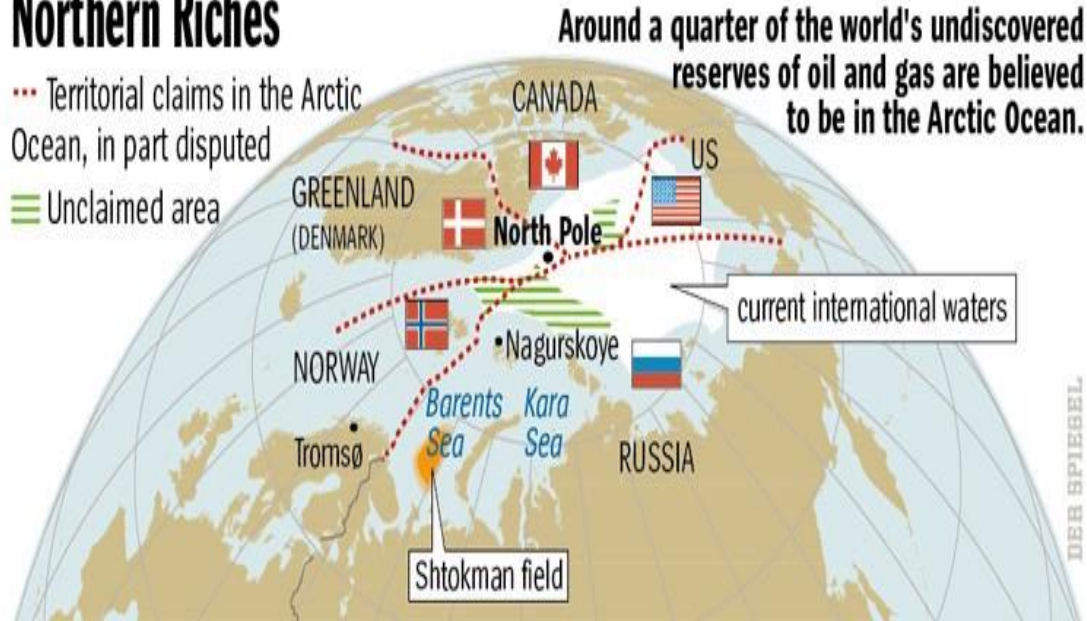 Northern Riches
Territorial claims in the Arctic
Ocean, in part disputed
Unclaimed area
Around a quarter of the world's undiscovered
reserves of oil and gas are believed
to be in the Arctic Ocean.
CANADA
US
GREENLAND
(DENMARK)
North Pole
current international waters
Nagurskoye
NORWAY
Barents
Sea
Kara
Sea
Tromsø
RUSSIA
Shtokman field
DER SPIEGEL